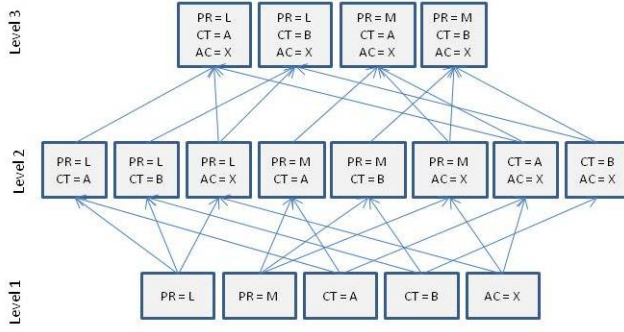 Level 3
PR = L
CT = A
AC = X
PR = L
CT = B
AC = X
PR = M
CT = A
AC = X
PR = M
CT = B
AC = X
Level 2
PR = L
CT = A
PR = L
CT = B
PR = L
AC = X
PR = M
CT = A
PR = M
CT = B
PR = M
AC = X
CT = A
AC = X
CT = B
AC = X
Level 1
PR = L
PR = M
CT = A
CT = B
AC = X